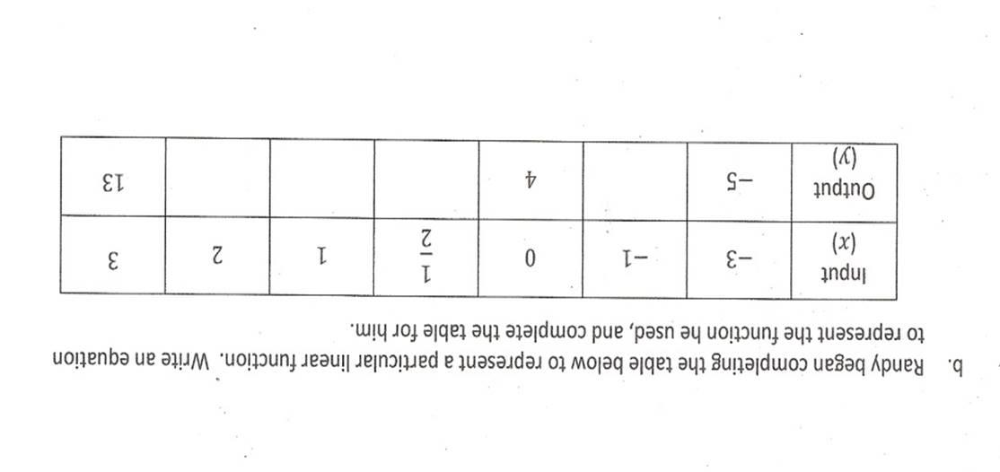 b. Randy began completing the table below to represent a particular linear function. Write an equation
to represent the function he used, and complete the table for him.
Input (x) -3 -1 0 1/2 1 2 3
Output (y) -5 4 13